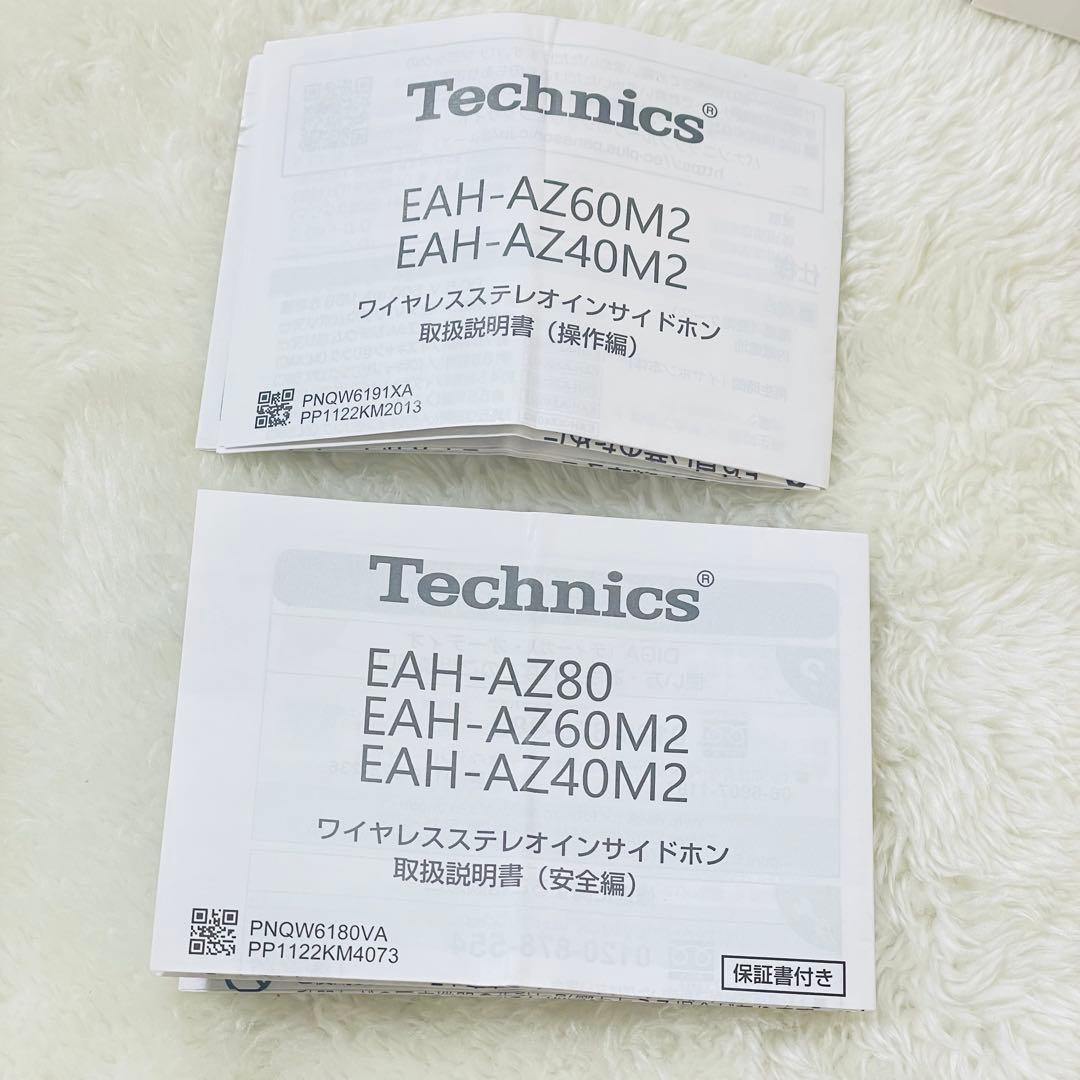 Technics®
EAH-AZ60M2
EAH-AZ40M2
ワイヤレスステレオインサイドホン
取扱説明書（操作編）
PNQW6191XA
PP1122KM2013
Technics®
EAH-AZ80
EAH-AZ60M2
EAH-AZ40M2
ワイヤレスステレオインサイドホン
取扱説明書（安全編）
PNQW6180VA
PP1122KM4073
保証書付き